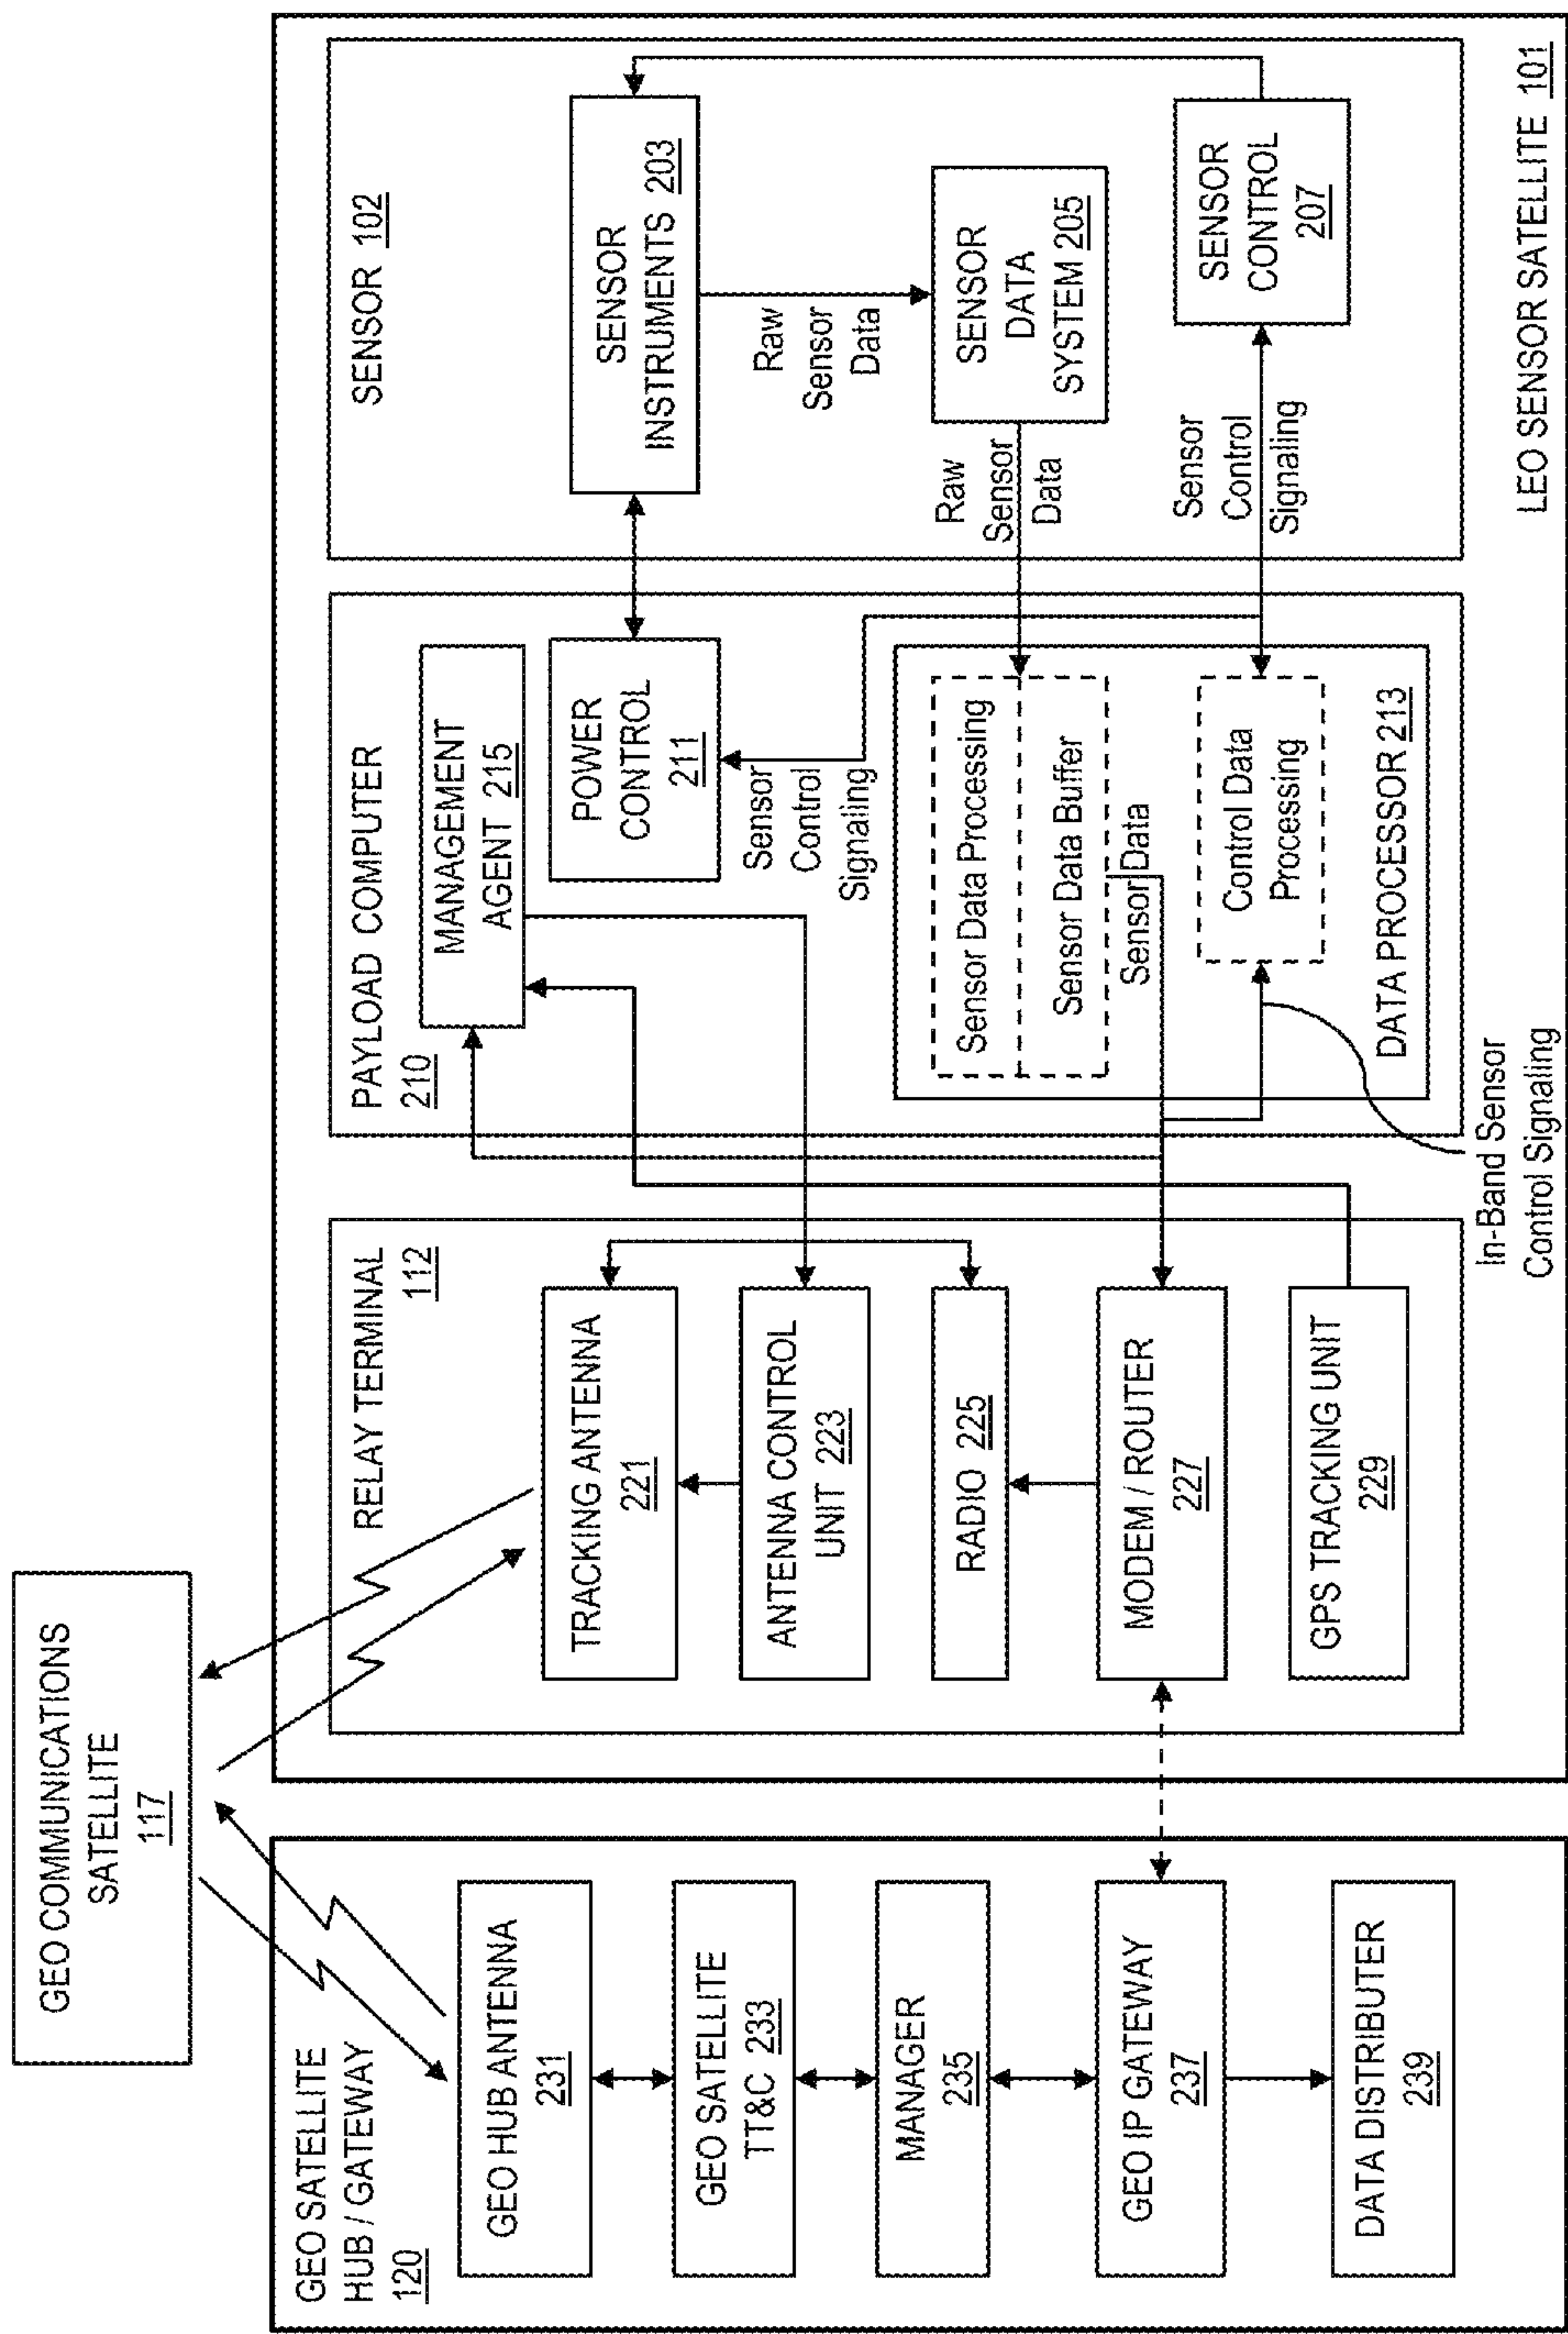 GEO COMMUNICATIONS
SATELLITE
117
GEO SATELLITE
HUB / GATEWAY
120
GEO HUB ANTENNA
231
GEO SATELLITE
TT&C 233
MANAGER
235
GEO IP GATEWAY
237
DATA DISTRIBUTER
239
RELAY TERMINAL
112
TRACKING ANTENNA
221
ANTENNA CONTROL
UNIT 223
RADIO 225
MODEM / ROUTER
227
GPS TRACKING UNIT
229
PAYLOAD COMPUTER
210
MANAGEMENT
AGENT 215
POWER
CONTROL
211
Sensor
Control
Signaling
Sensor Data Processing
Sensor Data Buffer
Sensor Data
Control Data
Processing
DATA PROCESSOR 213
In-Band Sensor
Control Signaling
SENSOR 102
SENSOR
INSTRUMENTS 203
Raw
Sensor
Data
SENSOR
DATA
SYSTEM 205
Raw
Sensor
Data
SENSOR
CONTROL
207
Sensor
Control
Signaling
LEO SENSOR SATELLITE 101